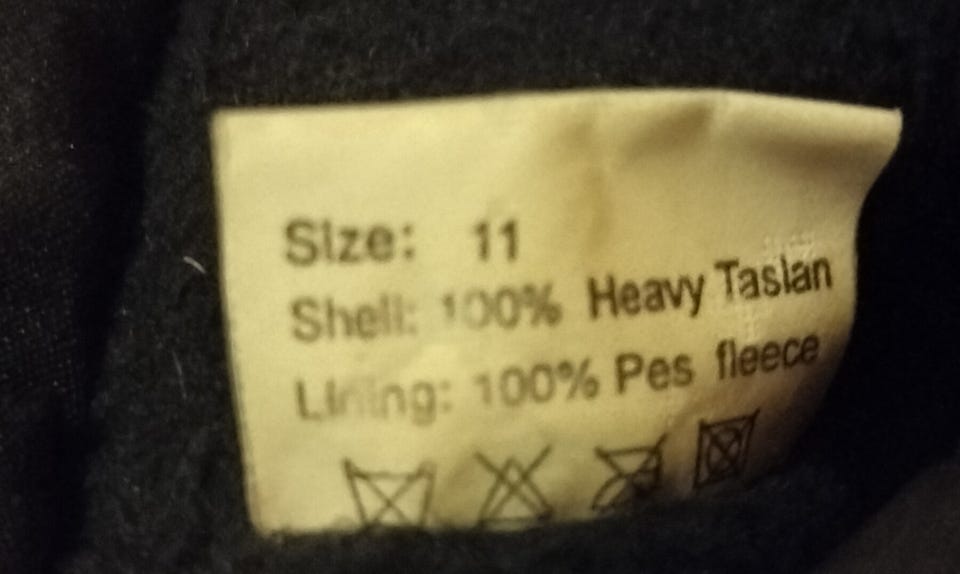 Size: 11
Shell: 100% Heavy Taslan
Lining: 100% Pes fleece